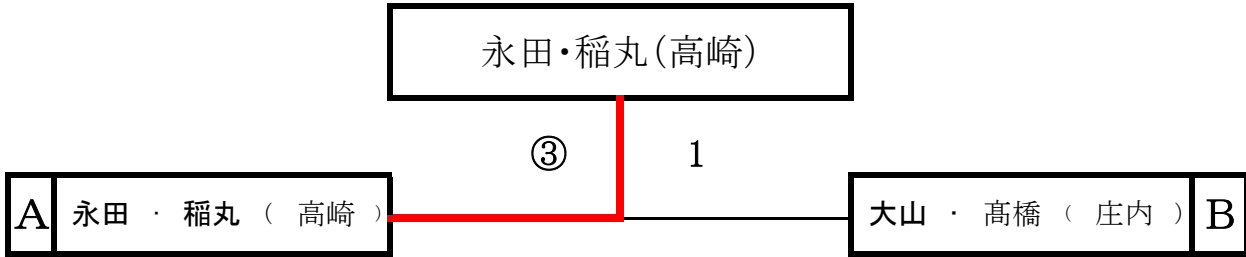 永田・稲丸(高崎)
③ 1
A 永田 ・ 稲丸 ( 高崎 )
大山 ・ 髙橋 ( 庄内 ) B